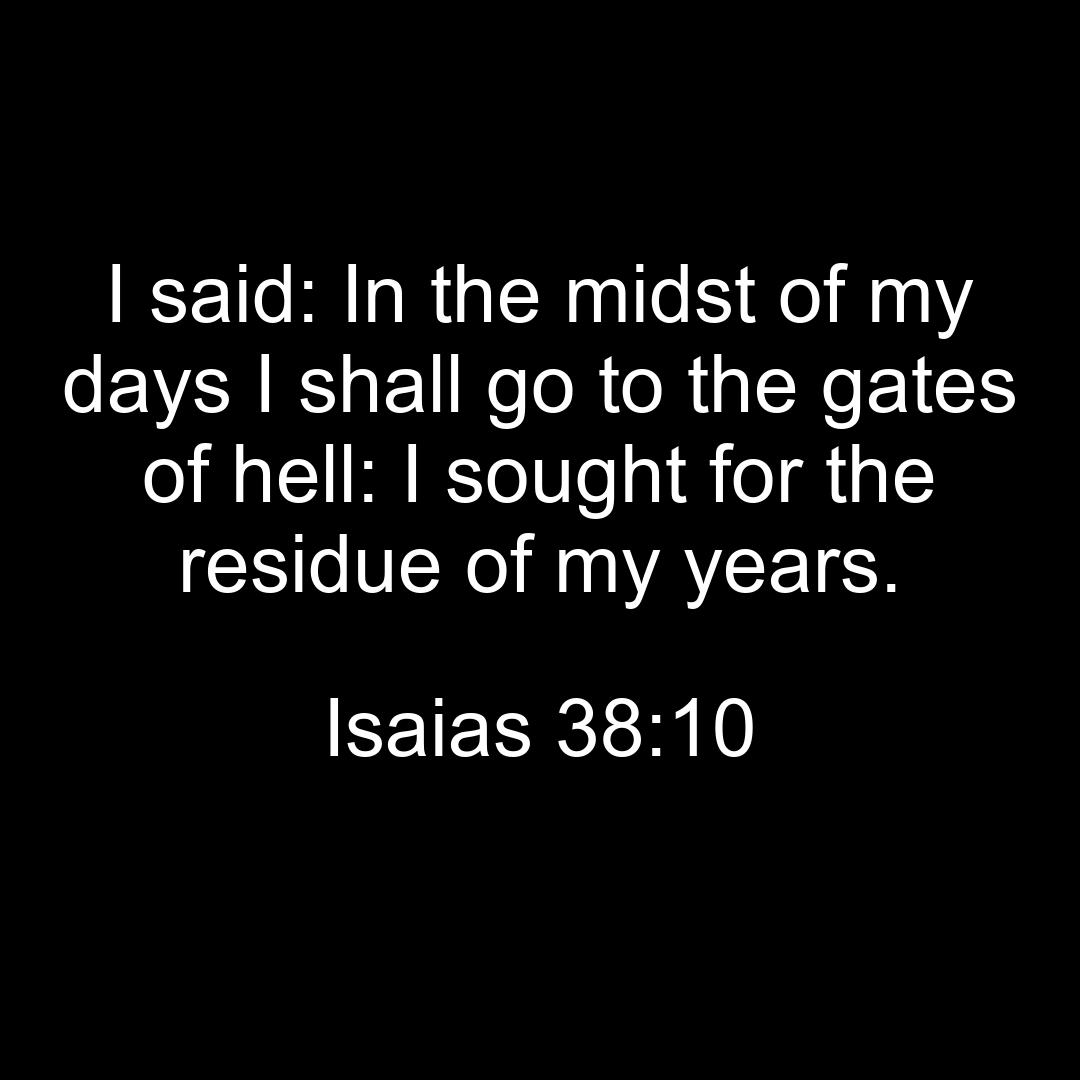 I said: In the midst of my
days I shall go to the gates
of hell: I sought for the
residue of my years.
Isaias 38:10